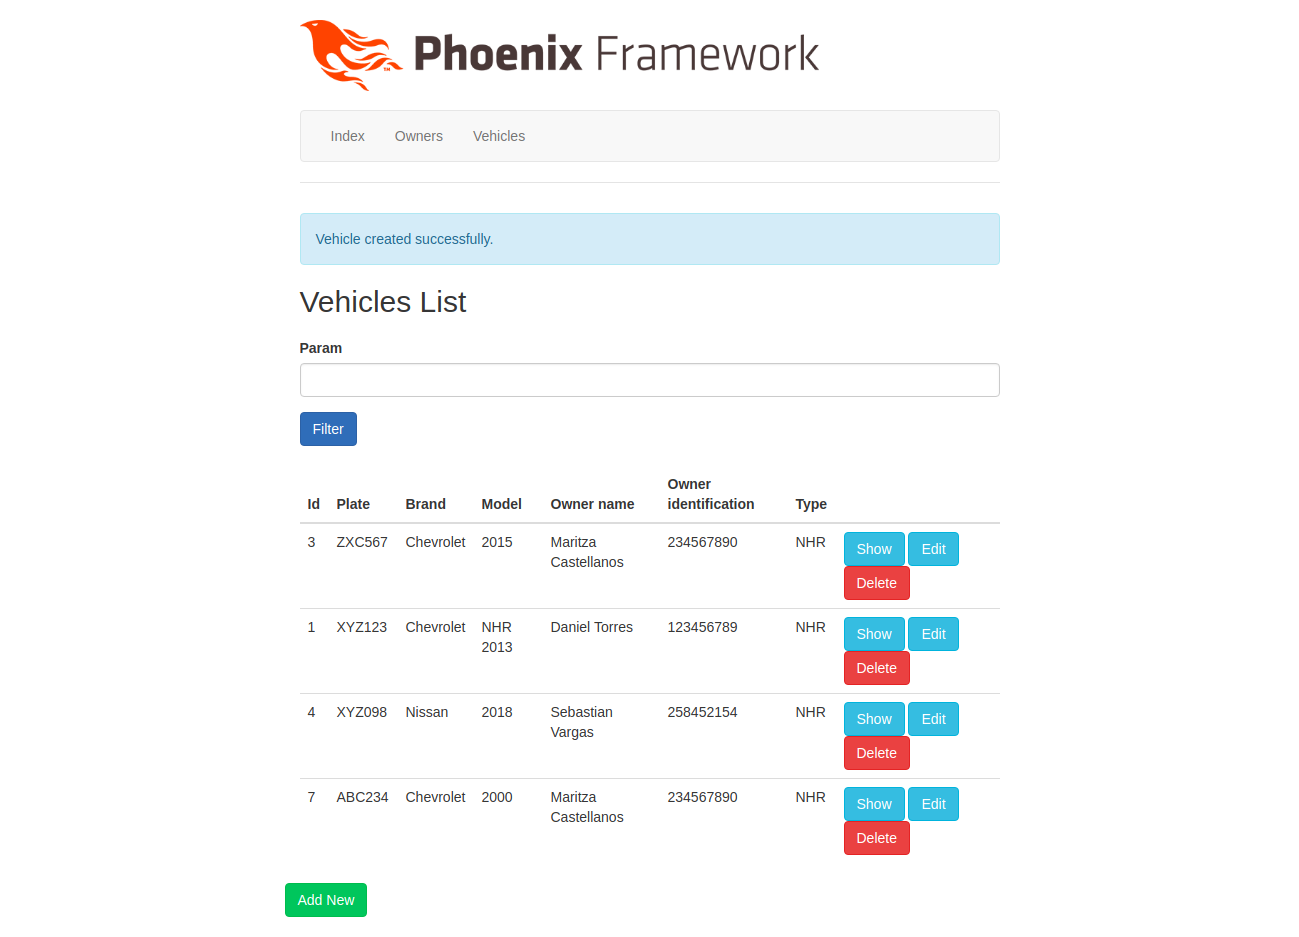 Phoenix Framework
Index Owners Vehicles
Vehicle created successfully.
Vehicles List
Param
Filter
Owner
Id Plate Brand Model Owner name identification Type
3 ZXC567 Chevrolet 2015 Maritza 234567890 NHR Show Edit
Castellanos
Delete
1 XYZ123 Chevrolet NHR Daniel Torres 123456789 NHR Show Edit
2013
Delete
4 XYZ098 Nissan 2018 Sebastian 258452154 NHR Show Edit
Vargas
Delete
7 ABC234 Chevrolet 2000 Maritza 234567890 NHR Show Edit
Castellanos
Delete
Add New